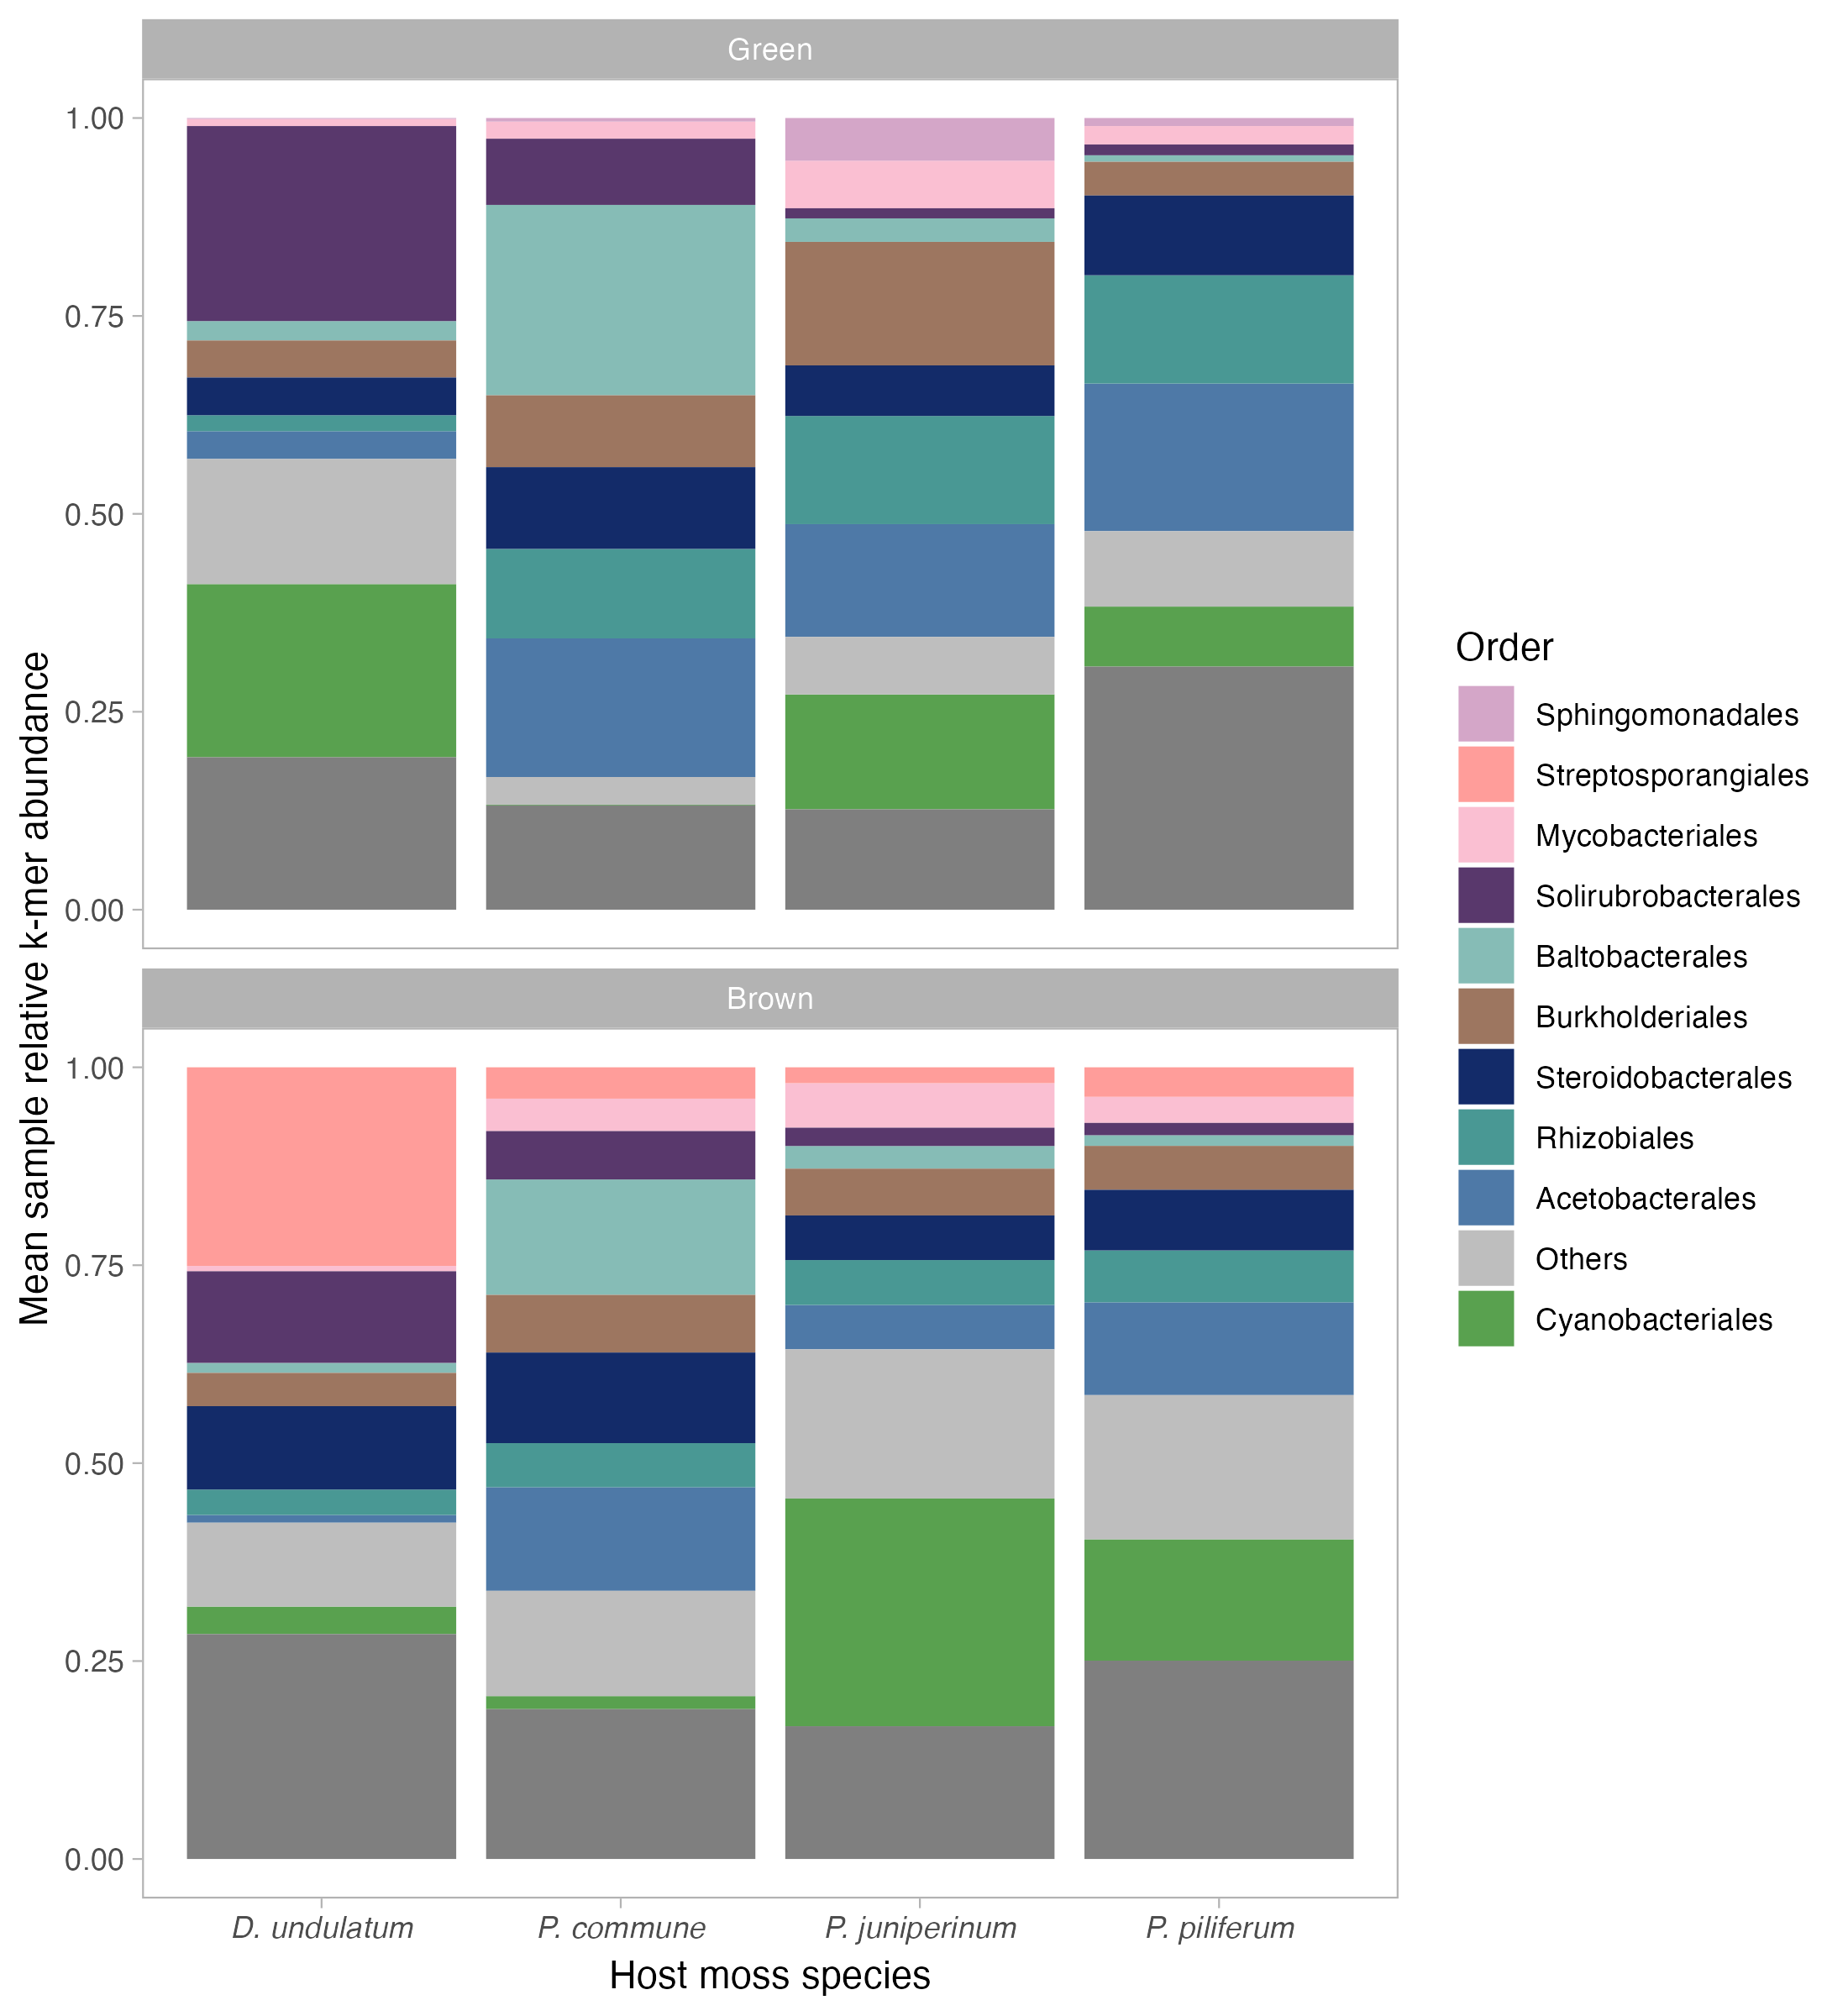 Green
1.00
0.75
0.50
0.25
0.00
Brown
1.00
0.75
0.50
0.25
0.00
Mean sample relative k-mer abundance
D. undulatum
P. commune
P. juniperinum
P. piliferum
Host moss species
Order
Sphingomonadales
Streptosporangiales
Mycobacteriales
Solirubrobacterales
Baltobacterales
Burkholderiales
Steroidobacterales
Rhizobiales
Acetobacterales
Others
Cyanobacteriales